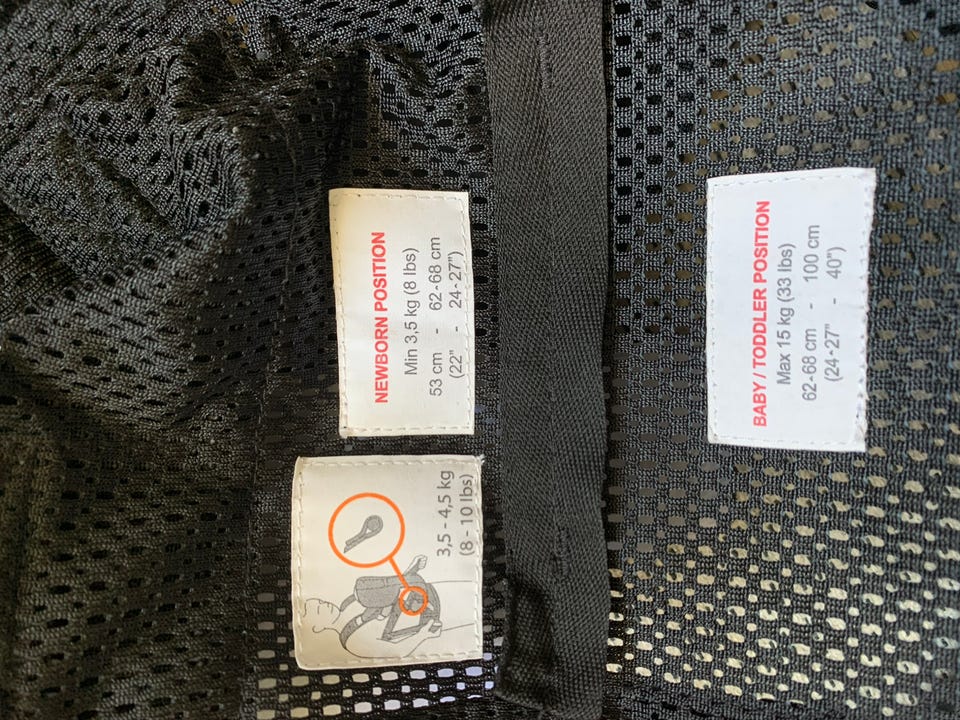 3,5 - 4,5 kg
(8 - 10 lbs)
NEWBORN POSITION
Min 3,5 kg (8 lbs)
53 cm - 62-68 cm
(22" - 24-27")
BABY / TODDLER POSITION
Max 15 kg (33 lbs)
62-68 cm - 100 cm
(24-27" - 40")